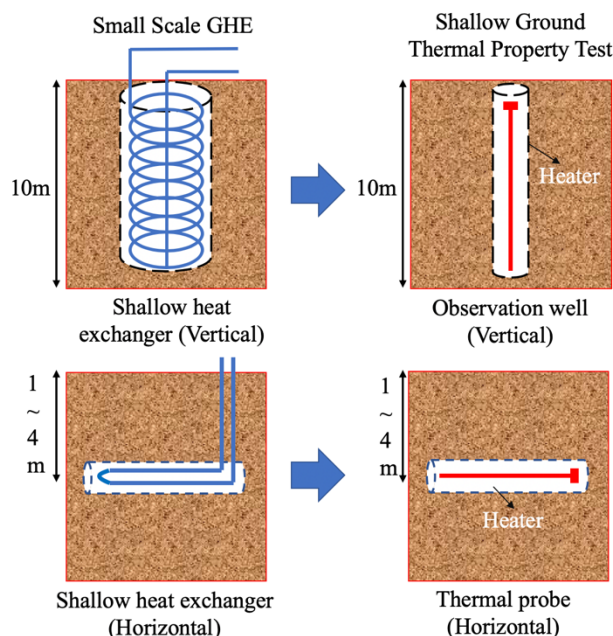 Small Scale GHE
Shallow Ground
Thermal Property Test
10m
10m
Heater
Shallow heat
exchanger (Vertical)
Observation well
(Vertical)
1
~
4
m
1
~
4
m
Heater
Shallow heat exchanger
(Horizontal)
Thermal probe
(Horizontal)